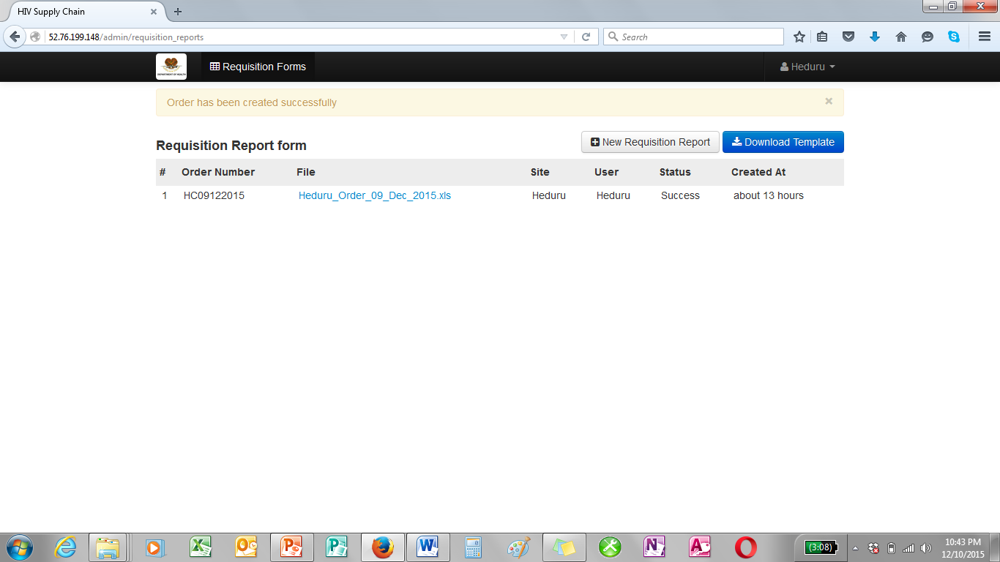 HIV Supply Chain
52.76.199.148/admin/requisition_reports
Search
DEPARTMENT OF HEALTH
Requisition Forms
Heduru
Order has been created successfully
Requisition Report form
New Requisition Report
Download Template
# Order Number File Site User Status Created At
1 HC09122015 Heduru_Order_09_Dec_2015.xls Heduru Heduru Success about 13 hours
(3:08)
10:43 PM
12/10/2015